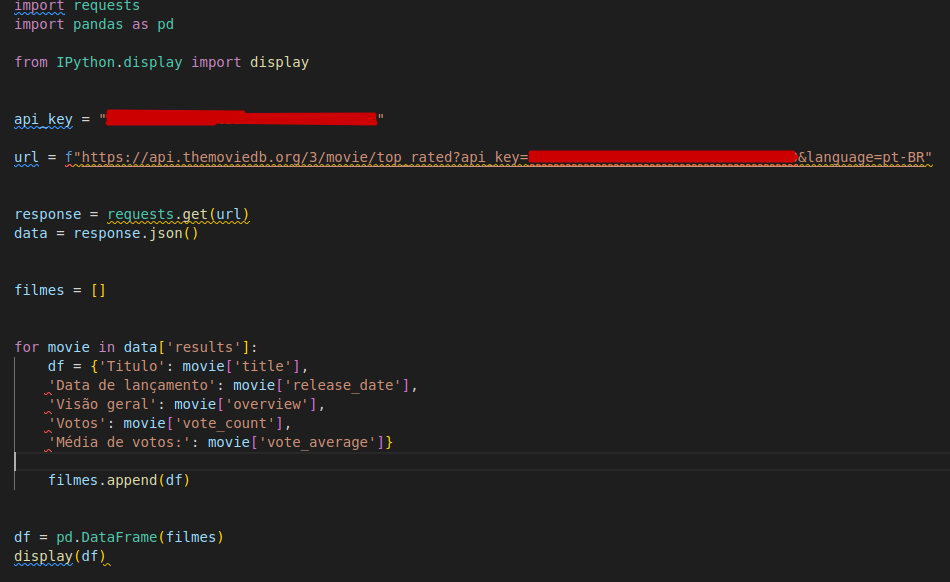 import requests
import pandas as pd
from IPython.display import display
api_key = " "
url = f"https://api.themoviedb.org/3/movie/top_rated?api_key= &language=pt-BR"
response = requests.get(url)
data = response.json()
filmes = []
for movie in data['results']:
    df = {'Titulo': movie['title'],
    'Data de lançamento': movie['release_date'],
    'Visão geral': movie['overview'],
    'Votos': movie['vote_count'],
    'Média de votos:': movie['vote_average']}
    filmes.append(df)
df = pd.DataFrame(filmes)
display(df)